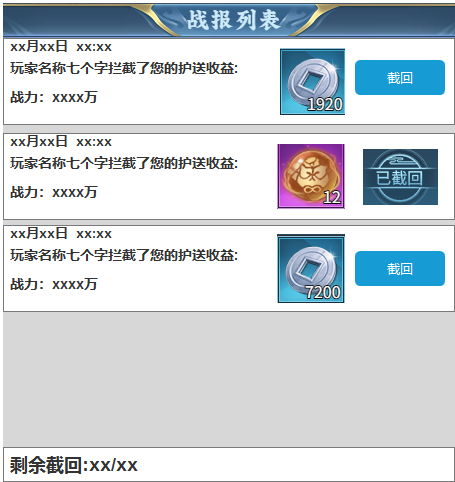 战报列表
xx月xx日 xx:xx
玩家名称七个字拦截了您的护送收益:
战力：xxxx万
1920
截回
xx月xx日 xx:xx
玩家名称七个字拦截了您的护送收益:
战力：xxxx万
12
已截回
xx月xx日 xx:xx
玩家名称七个字拦截了您的护送收益:
战力：xxxx万
7200
截回
剩余截回:xx/xx